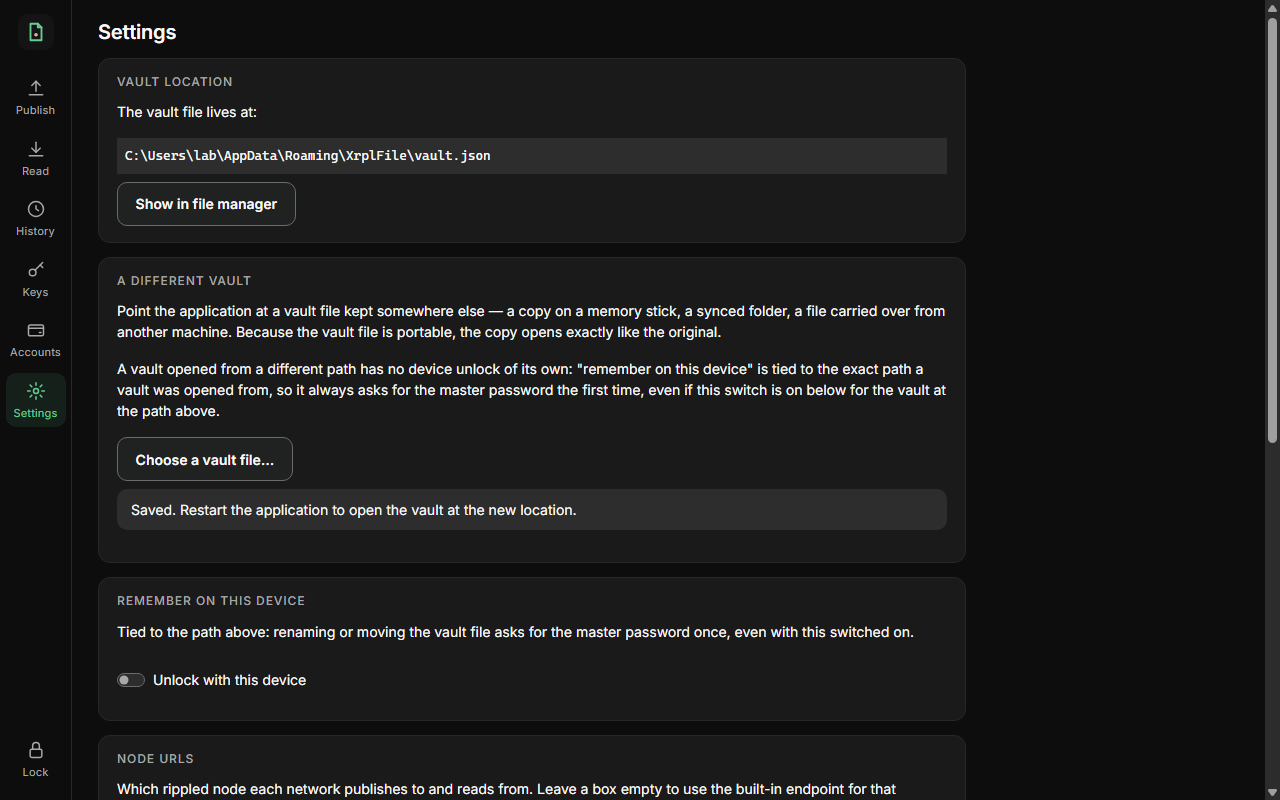 Settings
VAULT LOCATION
The vault file lives at:
C:\Users\lab\AppData\Roaming\XrplFile\vault.json
Show in file manager
A DIFFERENT VAULT
Point the application at a vault file kept somewhere else — a copy on a memory stick, a synced folder, a file carried over from
another machine. Because the vault file is portable, the copy opens exactly like the original.
A vault opened from a different path has no device unlock of its own: "remember on this device" is tied to the exact path a
vault was opened from, so it always asks for the master password the first time, even if this switch is on below for the vault at
the path above.
Choose a vault file...
Saved. Restart the application to open the vault at the new location.
REMEMBER ON THIS DEVICE
Tied to the path above: renaming or moving the vault file asks for the master password once, even with this switched on.
Unlock with this device
NODE URLS
Which rippled node each network publishes to and reads from. Leave a box empty to use the built-in endpoint for that
Publish
Read
History
Keys
Accounts
Settings
Lock